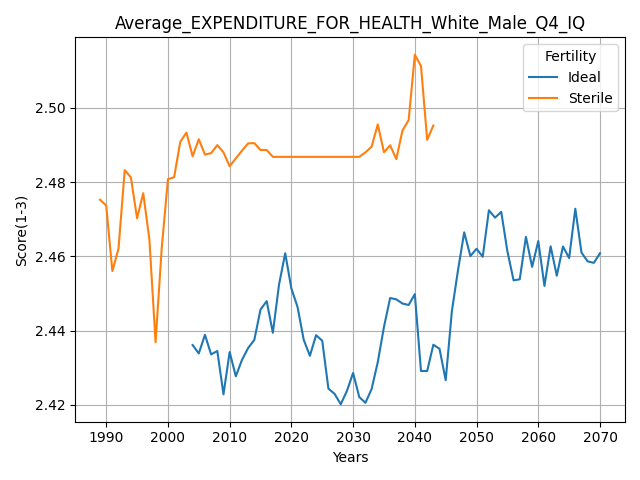 Average_EXPENDITURE_FOR_HEALTH_White_Male_Q4_IQ
Fertility
Ideal
Sterile
Score(1-3)
2.50
2.48
2.46
2.44
2.42
1990 2000 2010 2020 2030 2040 2050 2060 2070
Years